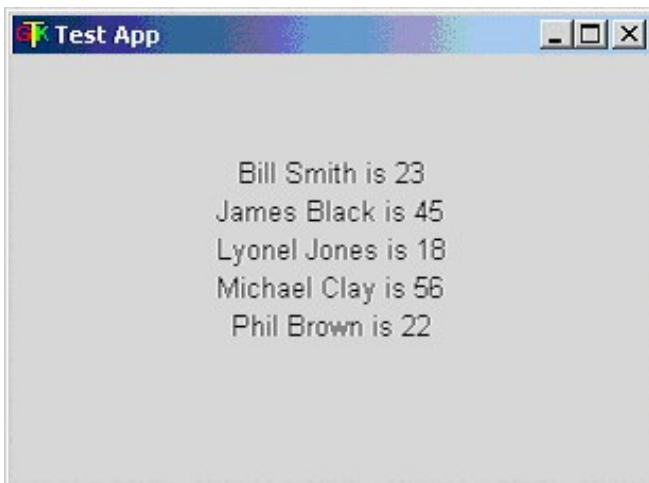 GTK Test App
Bill Smith is 23
James Black is 45
Lyonel Jones is 18
Michael Clay is 56
Phil Brown is 22